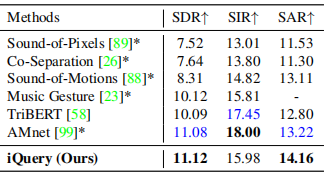 Methods SDR↑ SIR↑ SAR↑
Sound-of-Pixels [89]* 7.52 13.01 11.53
Co-Separation [26]* 7.64 13.80 11.30
Sound-of-Motions [88]* 8.31 14.82 13.11
Music Gesture [23]* 10.12 15.81 -
TriBERT [58] 10.09 17.45 12.80
AMnet [99]* 11.08 18.00 13.22
iQuery (Ours) 11.12 15.98 14.16